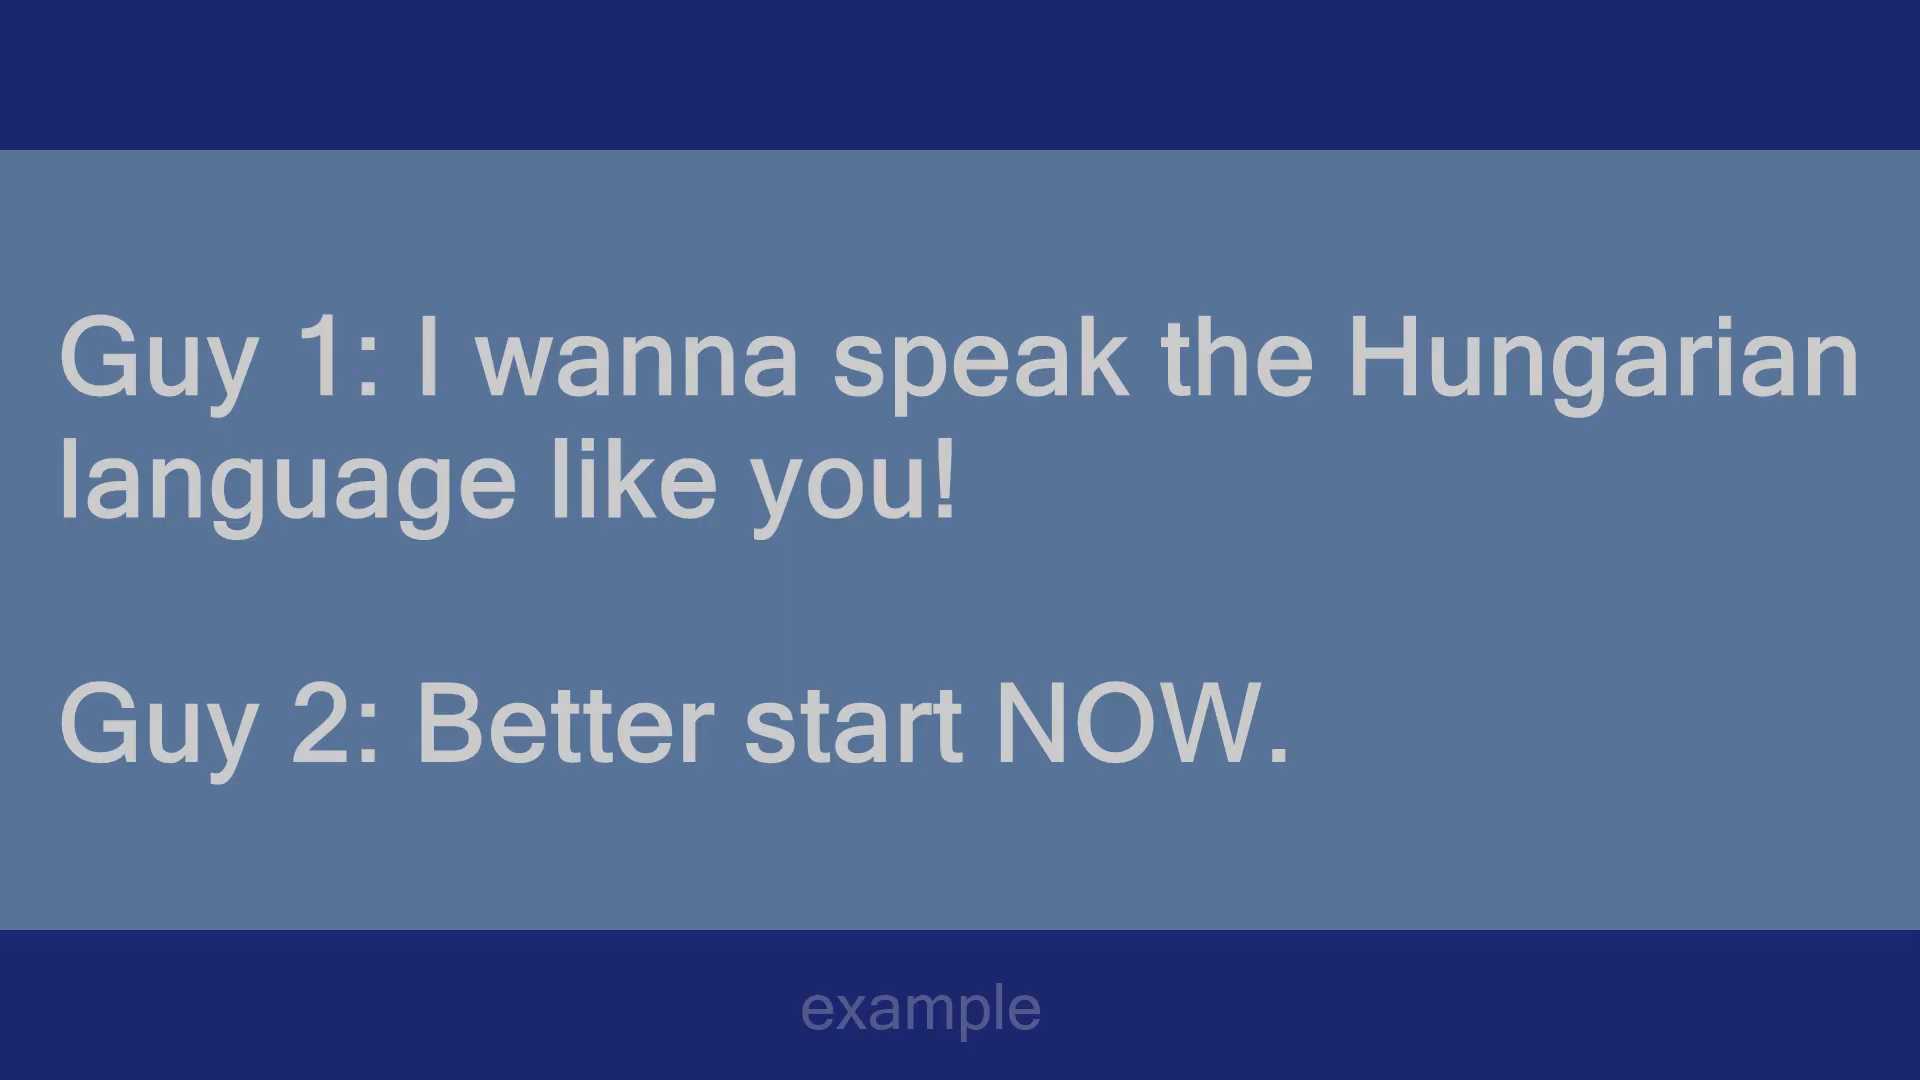 Guy 1: I wanna speak the Hungarian
language like you!
Guy 2: Better start NOW.
example